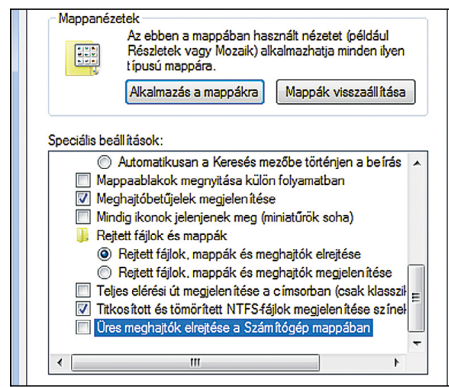 Mappanézetek
Az ebben a mappában használt nézetet (például
Részletek vagy Mozaik) alkalmazhatja minden ilyen
típusú mappára.
Alkalmazás a mappákra Mappák visszaállítása
Speciális beállítások:
Automatikusan a Keresés mezőbe történjen a beírás
Mappaablakok megnyitása külön folyamatban
Meghajtóbetűjelek megjelenítése
Mindig ikonok jelenjenek meg (miniatűrök soha)
Rejtett fájlok és mappák
Rejtett fájlok, mappák és meghajtók elrejtése
Rejtett fájlok, mappák és meghajtók megjelenítése
Teljes elérési út megjelenítése a címsorban (csak klasszi
Titkosított és tömörített NTFS-fájlok megjelenítése színel
Üres meghajtók elrejtése a Számítógép mappában